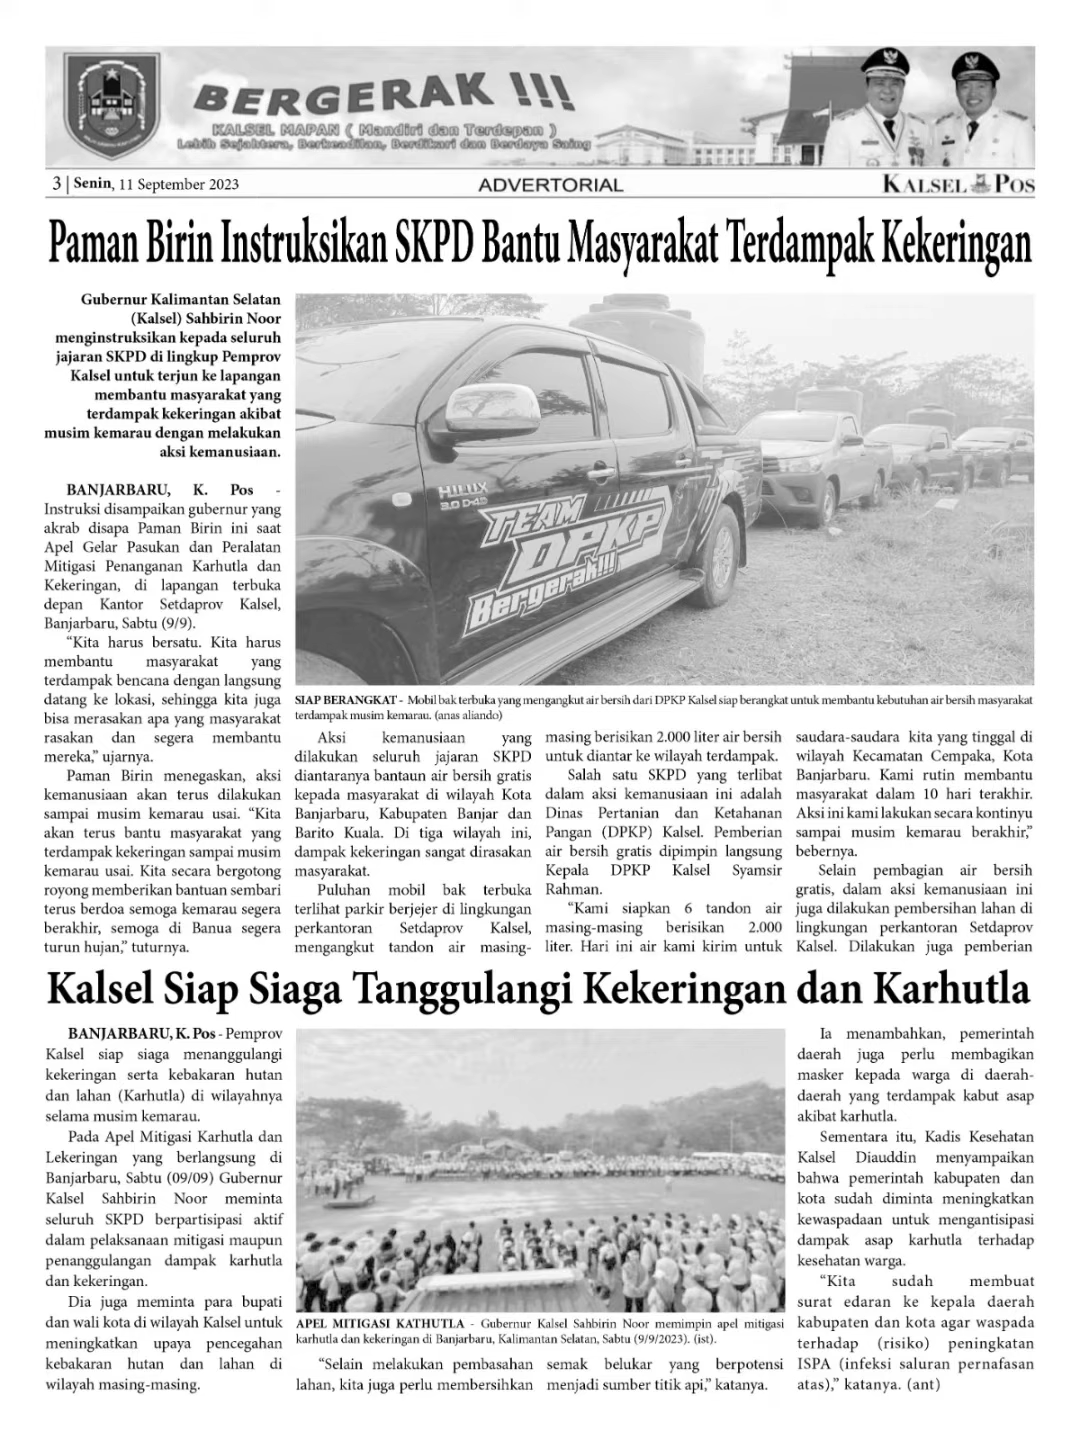 BERGERAK !!!
KALSEL MAPAN ( Mandiri dan Terdepan )
Lebih Sejahtera, Berkeadilan, Berdikari dan Berdaya Saing
3 | Senin, 11 September 2023
ADVERTORIAL
KALSEL POS
Paman Birin Instruksikan SKPD Bantu Masyarakat Terdampak Kekeringan
Gubernur Kalimantan Selatan
(Kalsel) Sahbirin Noor
menginstruksikan kepada seluruh
jajaran SKPD di lingkup Pemprov
Kalsel untuk terjun ke lapangan
membantu masyarakat yang
terdampak kekeringan akibat
musim kemarau dengan melakukan
aksi kemanusiaan.
BANJARBARU, K. Pos -
Instruksi disampaikan gubernur yang
akrab disapa Paman Birin ini saat
Apel Gelar Pasukan dan Peralatan
Mitigasi Penanganan Karhutla dan
Kekeringan, di lapangan terbuka
depan Kantor Setdaprov Kalsel,
Banjarbaru, Sabtu (9/9).
“Kita harus bersatu. Kita harus
membantu masyarakat yang
terdampak bencana dengan langsung
datang ke lokasi, sehingga kita juga
bisa merasakan apa yang masyarakat
rasakan dan segera membantu
mereka,” ujarnya.
Paman Birin menegaskan, aksi
kemanusiaan akan terus dilakukan
sampai musim kemarau usai. “Kita
akan terus bantu masyarakat yang
terdampak kekeringan sampai musim
kemarau usai. Kita secara bergotong
royong memberikan bantuan sembari
terus berdoa semoga kemarau segera
berakhir, semoga di Banua segera
turun hujan,” tuturnya.
HILUX
3.0 D-4D
TEAM
DPKP
Bergerak!!!
SIAP BERANGKAT - Mobil bak terbuka yang mengangkut air bersih dari DPKP Kalsel siap berangkat untuk membantu kebutuhan air bersih masyarakat
terdampak musim kemarau. (anas aliando)
Aksi kemanusiaan yang
dilakukan seluruh jajaran SKPD
diantaranya bantaun air bersih gratis
kepada masyarakat di wilayah Kota
Banjarbaru, Kabupaten Banjar dan
Barito Kuala. Di tiga wilayah ini,
dampak kekeringan sangat dirasakan
masyarakat.
Puluhan mobil bak terbuka
terlihat parkir berjejer di lingkungan
perkantoran Setdaprov Kalsel,
mengangkut tandon air masing-
masing berisikan 2.000 liter air bersih
untuk diantar ke wilayah terdampak.
Salah satu SKPD yang terlibat
dalam aksi kemanusiaan ini adalah
Dinas Pertanian dan Ketahanan
Pangan (DPKP) Kalsel. Pemberian
air bersih gratis dipimpin langsung
Kepala DPKP Kalsel Syamsir
Rahman.
“Kami siapkan 6 tandon air
masing-masing berisikan 2.000
liter. Hari ini air kami kirim untuk
saudara-saudara kita yang tinggal di
wilayah Kecamatan Cempaka, Kota
Banjarbaru. Kami rutin membantu
masyarakat dalam 10 hari terakhir.
Aksi ini kami lakukan secara kontinyu
sampai musim kemarau berakhir,”
bebernya.
Selain pembagian air bersih
gratis, dalam aksi kemanusiaan ini
juga dilakukan pembersihan lahan di
lingkungan perkantoran Setdaprov
Kalsel. Dilakukan juga pemberian
Kalsel Siap Siaga Tanggulangi Kekeringan dan Karhutla
BANJARBARU, K. Pos - Pemprov
Kalsel siap siaga menanggulangi
kekeringan serta kebakaran hutan
dan lahan (Karhutla) di wilayahnya
selama musim kemarau.
Pada Apel Mitigasi Karhutla dan
Lekeringan yang berlangsung di
Banjarbaru, Sabtu (09/09) Gubernur
Kalsel Sahbirin Noor meminta
seluruh SKPD berpartisipasi aktif
dalam pelaksanaan mitigasi maupun
penanggulangan dampak karhutla
dan kekeringan.
Dia juga meminta para bupati
dan wali kota di wilayah Kalsel untuk
meningkatkan upaya pencegahan
kebakaran hutan dan lahan di
wilayah masing-masing.
APEL MITIGASI KATHUTLA - Gubernur Kalsel Sahbirin Noor memimpin apel mitigasi
karhutla dan kekeringan di Banjarbaru, Kalimantan Selatan, Sabtu (9/9/2023). (ist).
“Selain melakukan pembasahan
lahan, kita juga perlu membersihkan
semak belukar yang berpotensi
menjadi sumber titik api,” katanya.
Ia menambahkan, pemerintah
daerah juga perlu membagikan
masker kepada warga di daerah-
daerah yang terdampak kabut asap
akibat karhutla.
Sementara itu, Kadis Kesehatan
Kalsel Diauddin menyampaikan
bahwa pemerintah kabupaten dan
kota sudah diminta meningkatkan
kewaspadaan untuk mengantisipasi
dampak asap karhutla terhadap
kesehatan warga.
“Kita sudah membuat
surat edaran ke kepala daerah
kabupaten dan kota agar waspada
terhadap (risiko) peningkatan
ISPA (infeksi saluran pernafasan
atas),” katanya. (ant)